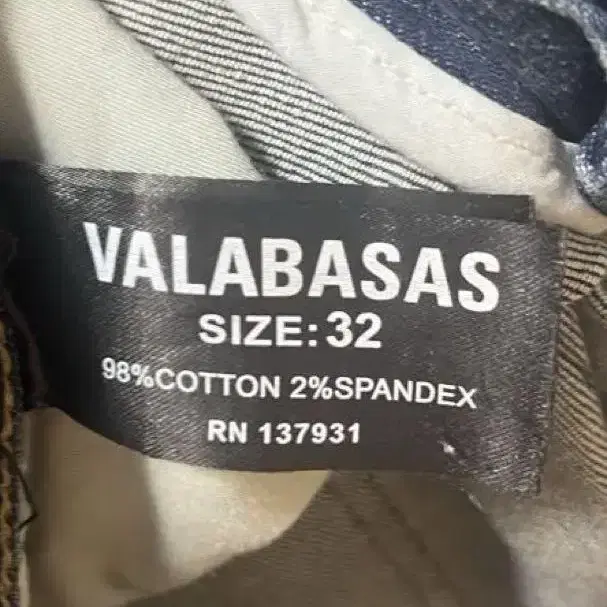 VALABASAS
SIZE: 32
98%COTTON 2%SPANDEX
RN 137931